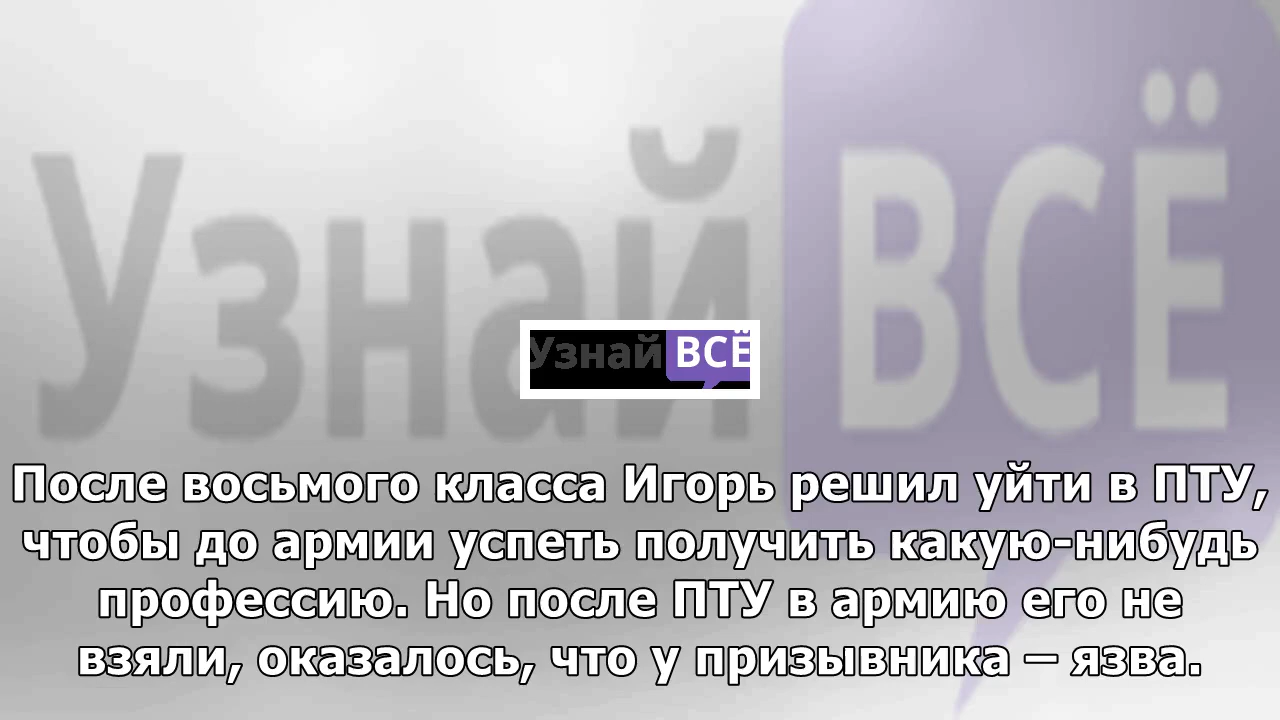 Узнай ВСЁ
Узнай ВСЁ
После восьмого класса Игорь решил уйти в ПТУ,
чтобы до армии успеть получить какую-нибудь
профессию. Но после ПТУ в армию его не
взяли, оказалось, что у призывника – язва.